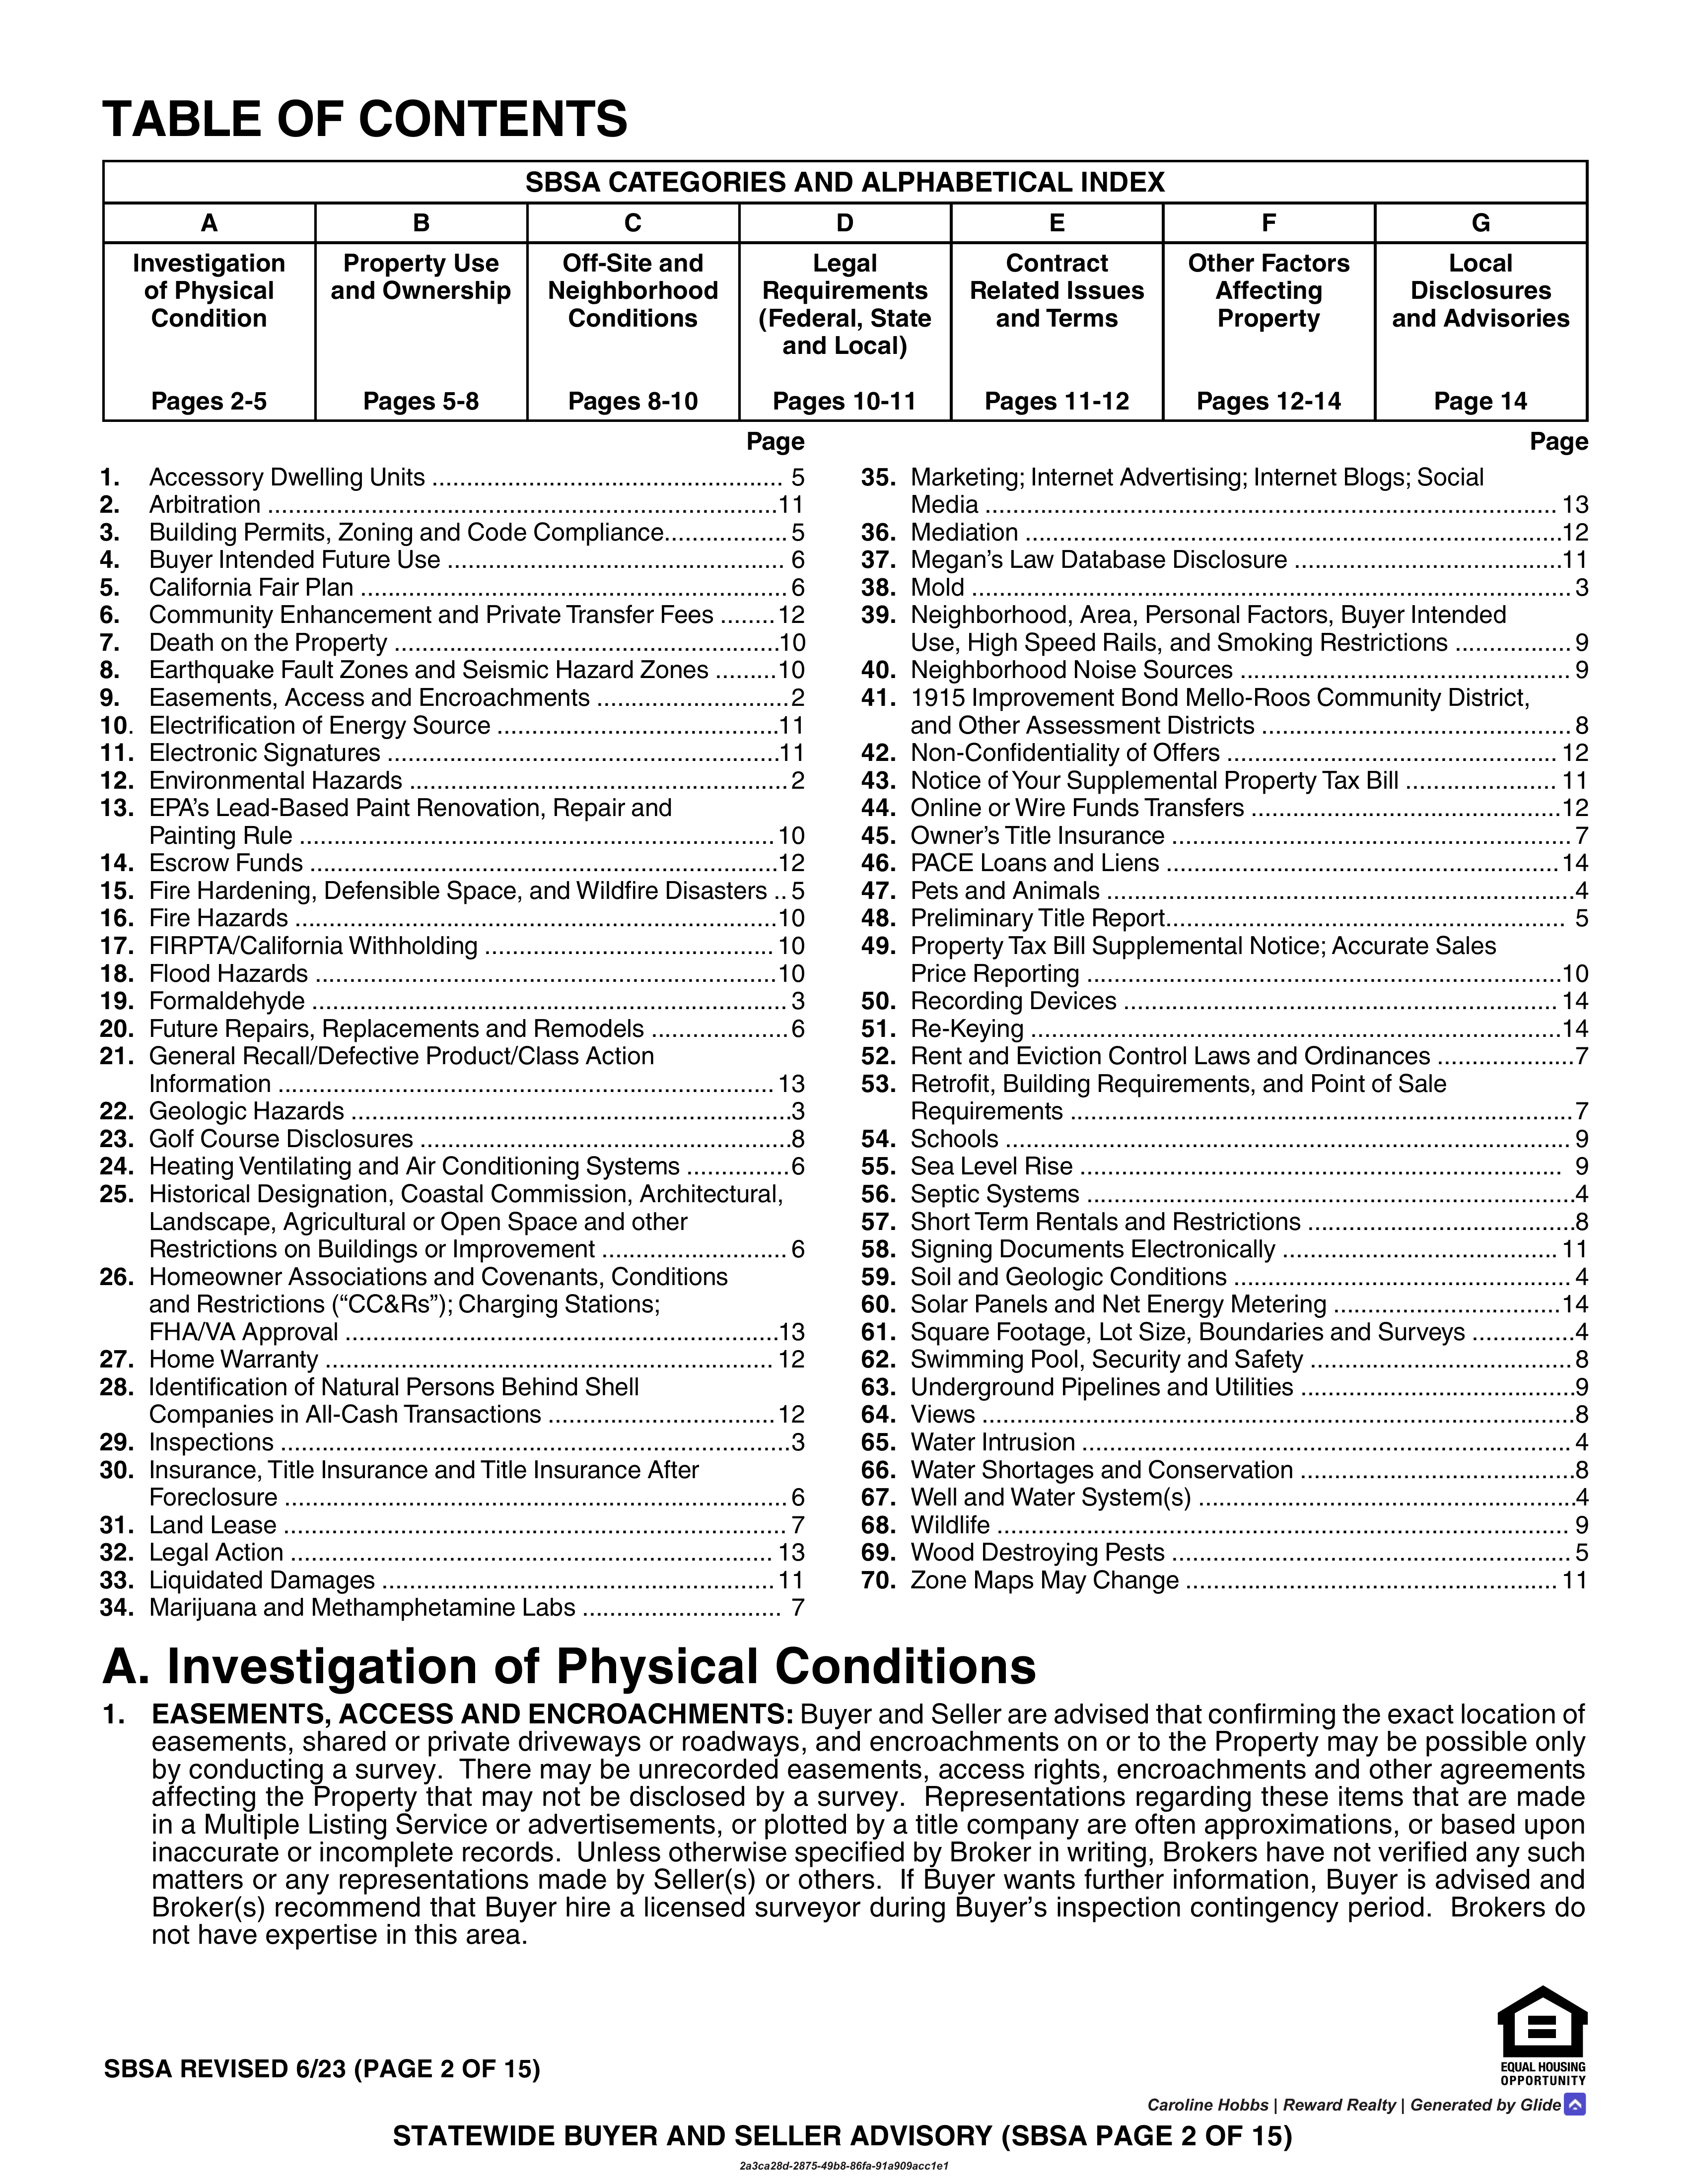 TABLE OF CONTENTS
SBSA CATEGORIES AND ALPHABETICAL INDEX
A B C D E F G
Investigation of Physical Condition
Pages 2-5
Property Use and Ownership
Pages 5-8
Off-Site and Neighborhood Conditions
Pages 8-10
Legal Requirements (Federal, State and Local)
Pages 10-11
Contract Related Issues and Terms
Pages 11-12
Other Factors Affecting Property
Pages 12-14
Local Disclosures and Advisories
Page 14
Page
1. Accessory Dwelling Units ... 5
2. Arbitration ... 11
3. Building Permits, Zoning and Code Compliance... 5
4. Buyer Intended Future Use ... 6
5. California Fair Plan ... 6
6. Community Enhancement and Private Transfer Fees ... 12
7. Death on the Property ... 10
8. Earthquake Fault Zones and Seismic Hazard Zones ... 10
9. Easements, Access and Encroachments ... 2
10. Electrification of Energy Source ... 11
11. Electronic Signatures ... 11
12. Environmental Hazards ... 2
13. EPA's Lead-Based Paint Renovation, Repair and
Painting Rule ... 10
14. Escrow Funds ... 12
15. Fire Hardening, Defensible Space, and Wildfire Disasters .. 5
16. Fire Hazards ... 10
17. FIRPTA/California Withholding ... 10
18. Flood Hazards ... 10
19. Formaldehyde ... 3
20. Future Repairs, Replacements and Remodels ... 6
21. General Recall/Defective Product/Class Action
Information ... 13
22. Geologic Hazards ... 3
23. Golf Course Disclosures ... 8
24. Heating Ventilating and Air Conditioning Systems ... 6
25. Historical Designation, Coastal Commission, Architectural,
Landscape, Agricultural or Open Space and other
Restrictions on Buildings or Improvement ... 6
26. Homeowner Associations and Covenants, Conditions
and Restrictions ("CC&Rs"); Charging Stations;
FHA/VA Approval ... 13
27. Home Warranty ... 12
28. Identification of Natural Persons Behind Shell
Companies in All-Cash Transactions ... 12
29. Inspections ... 3
30. Insurance, Title Insurance and Title Insurance After
Foreclosure ... 6
31. Land Lease ... 7
32. Legal Action ... 13
33. Liquidated Damages ... 11
34. Marijuana and Methamphetamine Labs ... 7
Page
35. Marketing; Internet Advertising; Internet Blogs; Social
Media ... 13
36. Mediation ... 12
37. Megan's Law Database Disclosure ... 11
38. Mold ... 3
39. Neighborhood, Area, Personal Factors, Buyer Intended
Use, High Speed Rails, and Smoking Restrictions ... 9
40. Neighborhood Noise Sources ... 9
41. 1915 Improvement Bond Mello-Roos Community District,
and Other Assessment Districts ... 8
42. Non-Confidentiality of Offers ... 12
43. Notice of Your Supplemental Property Tax Bill ... 11
44. Online or Wire Funds Transfers ... 12
45. Owner's Title Insurance ... 7
46. PACE Loans and Liens ... 14
47. Pets and Animals ... 4
48. Preliminary Title Report... 5
49. Property Tax Bill Supplemental Notice; Accurate Sales
Price Reporting ... 10
50. Recording Devices ... 14
51. Re-Keying ... 14
52. Rent and Eviction Control Laws and Ordinances ... 7
53. Retrofit, Building Requirements, and Point of Sale
Requirements ... 7
54. Schools ... 9
55. Sea Level Rise ... 9
56. Septic Systems ... 4
57. Short Term Rentals and Restrictions ... 8
58. Signing Documents Electronically ... 11
59. Soil and Geologic Conditions ... 4
60. Solar Panels and Net Energy Metering ... 14
61. Square Footage, Lot Size, Boundaries and Surveys ... 4
62. Swimming Pool, Security and Safety ... 8
63. Underground Pipelines and Utilities ... 9
64. Views ... 8
65. Water Intrusion ... 4
66. Water Shortages and Conservation ... 8
67. Well and Water System(s) ... 4
68. Wildlife ... 9
69. Wood Destroying Pests ... 5
70. Zone Maps May Change ... 11
A. Investigation of Physical Conditions
1. EASEMENTS, ACCESS AND ENCROACHMENTS: Buyer and Seller are advised that confirming the exact location of
easements, shared or private driveways or roadways, and encroachments on or to the Property may be possible only
by conducting a survey. There may be unrecorded easements, access rights, encroachments and other agreements
affecting the Property that may not be disclosed by a survey. Representations regarding these items that are made
in a Multiple Listing Service or advertisements, or plotted by a title company are often approximations, or based upon
inaccurate or incomplete records. Unless otherwise specified by Broker in writing, Brokers have not verified any such
matters or any representations made by Seller(s) or others. If Buyer wants further information, Buyer is advised and
Broker(s) recommend that Buyer hire a licensed surveyor during Buyer's inspection contingency period. Brokers do
not have expertise in this area.
EQUAL HOUSING
OPPORTUNITY
SBSA REVISED 6/23 (PAGE 2 OF 15)
Caroline Hobbs | Reward Realty | Generated by Glide
STATEWIDE BUYER AND SELLER ADVISORY (SBSA PAGE 2 OF 15)
2a3ca28d-2875-49b8-86fa-91a909acc1e1